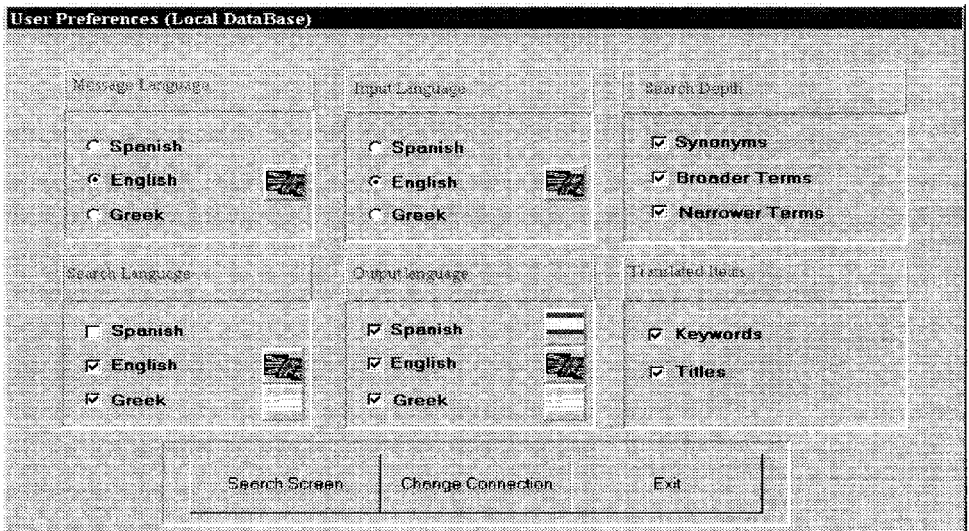 User Preferences (Local DataBase)
Message Language
Input Language
Search Depth
Spanish
English
Greek
Spanish
English
Greek
Synonyms
Broader Terms
Narrower Terms
Search Language
Output language
Translated Items
Spanish
English
Greek
Spanish
English
Greek
Keywords
Titles
Search Screen
Change Connection
Exit